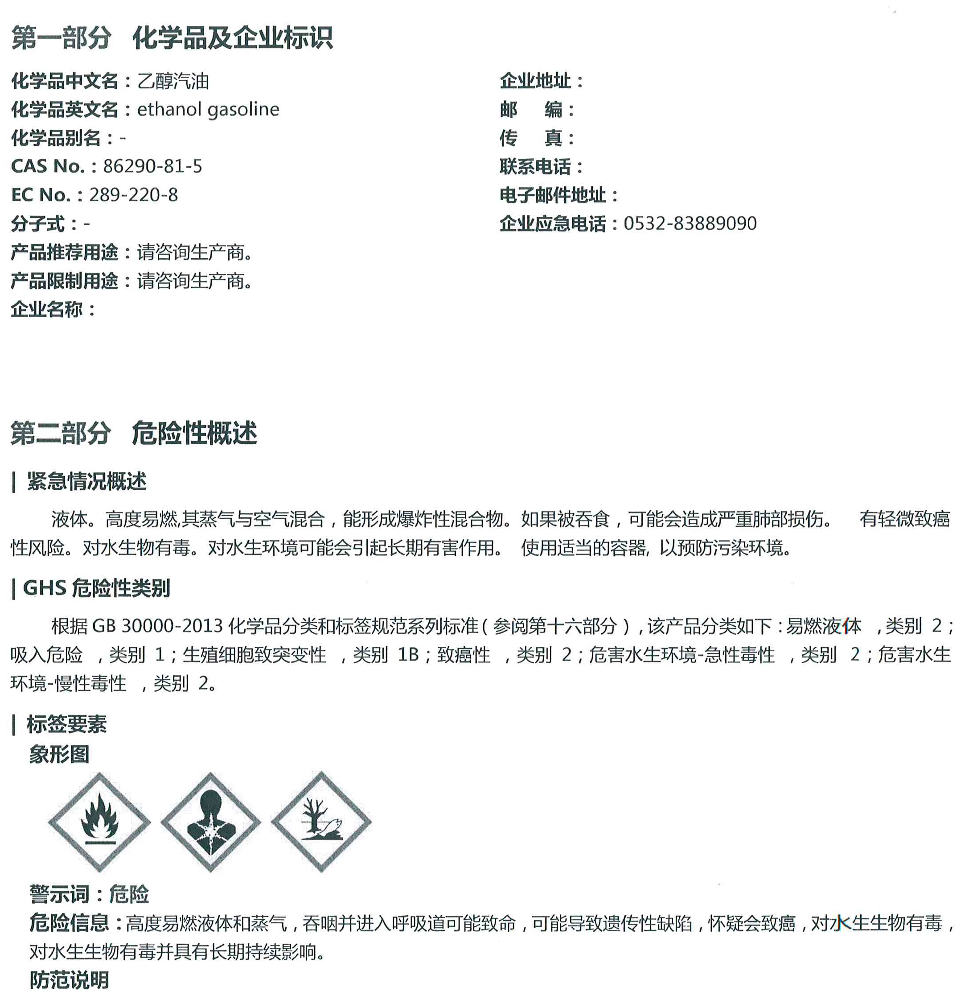 第一部分 化学品及企业标识
化学品中文名：乙醇汽油
化学品英文名：ethanol gasoline
化学品别名：-
CAS No.：86290-81-5
EC No.：289-220-8
分子式：-
产品推荐用途：请咨询生产商。
产品限制用途：请咨询生产商。
企业名称：
企业地址：
邮 编：
传 真：
联系电话：
电子邮件地址：
企业应急电话：0532-83889090
第二部分 危险性概述
| 紧急情况概述
液体。高度易燃,其蒸气与空气混合，能形成爆炸性混合物。如果被吞食，可能会造成严重肺部损伤。 有轻微致癌
性风险。对水生物有毒。对水生环境可能会引起长期有害作用。 使用适当的容器, 以预防污染环境。
| GHS 危险性类别
根据 GB 30000-2013 化学品分类和标签规范系列标准（参阅第十六部分），该产品分类如下：易燃液体 ，类别 2；
吸入危险 ，类别 1；生殖细胞致突变性 ，类别 1B；致癌性 ，类别 2；危害水生环境-急性毒性 ，类别 2；危害水生
环境-慢性毒性 ，类别 2。
| 标签要素
象形图
警示词：危险
危险信息：高度易燃液体和蒸气，吞咽并进入呼吸道可能致命，可能导致遗传性缺陷，怀疑会致癌，对水生生物有毒，
对水生生物有毒并具有长期持续影响。
防范说明